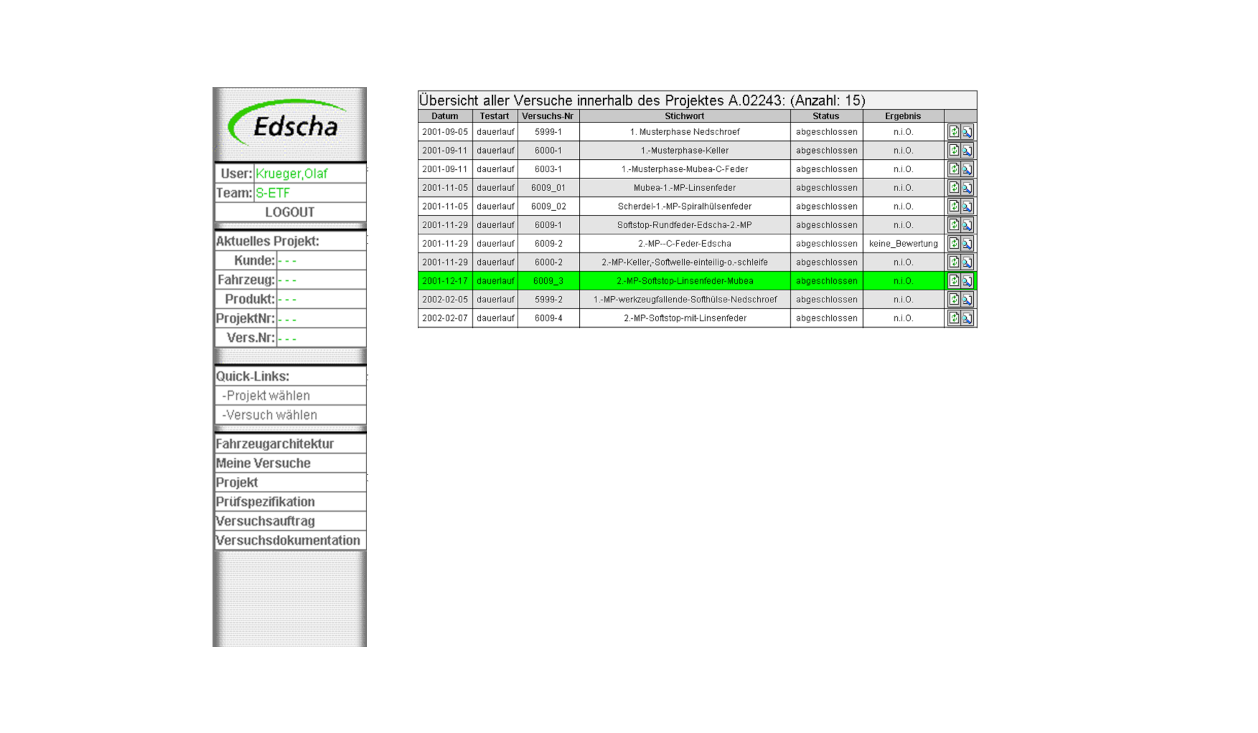 Edscha
User: Krueger,Olaf
Team: S-ETF
LOGOUT
Aktuelles Projekt:
Kunde: - - -
Fahrzeug: - - -
Produkt: - - -
ProjektNr: - - -
Vers.Nr: - - -
Quick-Links:
-Projekt wählen
-Versuch wählen
Fahrzeugarchitektur
Meine Versuche
Projekt
Prüfspezifikation
Versuchsauftrag
Versuchsdokumentation
Übersicht aller Versuche innerhalb des Projektes A.02243: (Anzahl: 15)
Datum Testart Versuchs-Nr Stichwort Status Ergebnis
2001-09-05 dauerlauf 5999-1 1. Musterphase Nedschroef abgeschlossen n.i.O.
2001-09-11 dauerlauf 6000-1 1.-Musterphase-Keller abgeschlossen n.i.O.
2001-09-11 dauerlauf 6003-1 1.-Musterphase-Mubea-C-Feder abgeschlossen n.i.O.
2001-11-05 dauerlauf 6009_01 Mubea-1.-MP-Linsenfeder abgeschlossen n.i.O.
2001-11-05 dauerlauf 6009_02 Scherdel-1.-MP-Spiralhülsenfeder abgeschlossen n.i.O.
2001-11-29 dauerlauf 6009-1 Softstop-Rundfeder-Edscha-2.-MP abgeschlossen n.i.O.
2001-11-29 dauerlauf 6009-2 2.-MP--C-Feder-Edscha abgeschlossen keine_Bewertung
2001-11-29 dauerlauf 6000-2 2.-MP-Keller,-Softwelle-einteilig-o.-schleife abgeschlossen n.i.O.
2001-12-17 dauerlauf 6009_3 2.-MP-Softstop-Linsenfeder-Mubea abgeschlossen n.i.O.
2002-02-05 dauerlauf 5999-2 1.-MP-werkzeugfallende-Softhülse-Nedschroef abgeschlossen n.i.O.
2002-02-07 dauerlauf 6009-4 2.-MP-Softstop-mit-Linsenfeder abgeschlossen n.i.O.